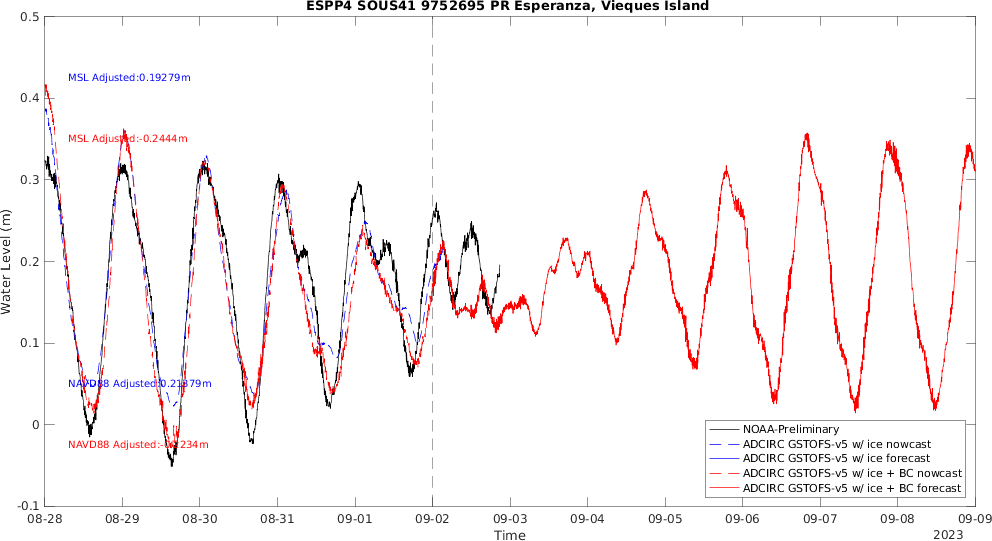 ESPP4 SOUS41 9752695 PR Esperanza, Vieques Island
0.5
MSL Adjusted:0.19279m
0.4
MSL Adjusted:-0.2444m
0.3
0.2
Water Level (m)
0.1
NAVD88 Adjusted:0.21379m
0
NAVD88
-0.1
NOAA-Preliminary
ADCIRC GSTOFS-v5 w/ ice nowcast
ADCIRC GSTOFS-v5 w/ ice forecast
ADCIRC GSTOFS-v5 w/ ice + BC nowcast
ADCIRC GSTOFS-v5 w/ ice + BC forecast
08-28 08-29 08-30 08-31 09-01 09-02 09-03 09-04 09-05 09-06 09-07 09-08 09-09
Time
2023